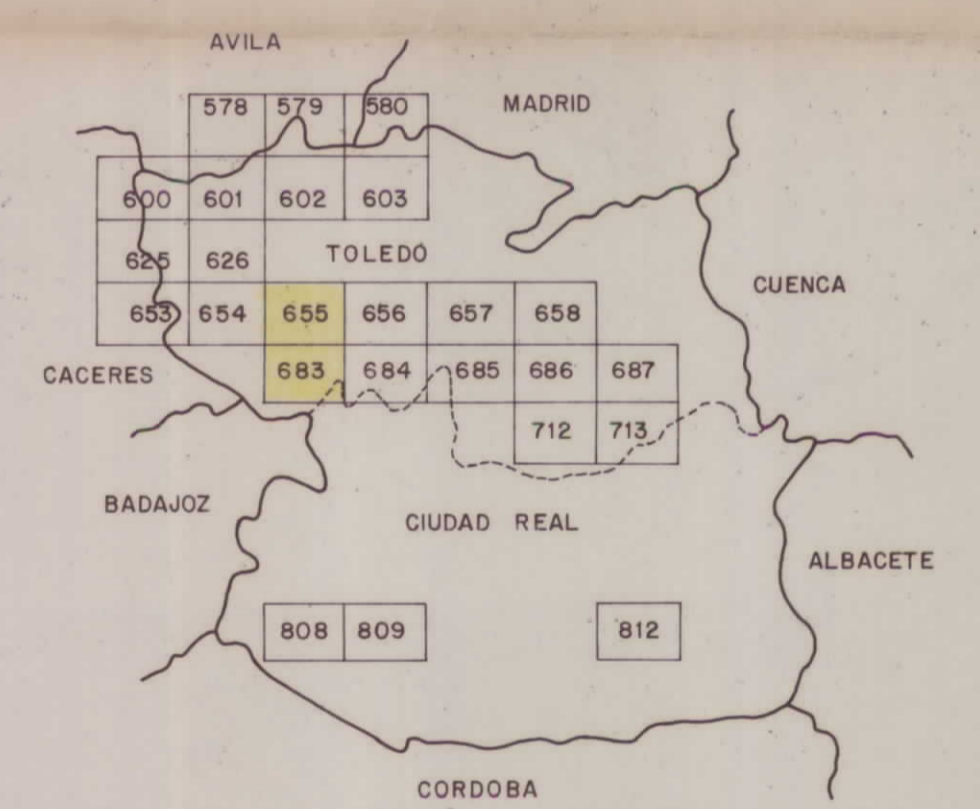 AVILA
578 579 580 MADRID
600 601 602 603
625 626 TOLEDO
CUENCA
653 654 655 656 657 658
CACERES 683 684 685 686 687
712 713
BADAJOZ
CIUDAD REAL
ALBACETE
808 809 812
CORDOBA